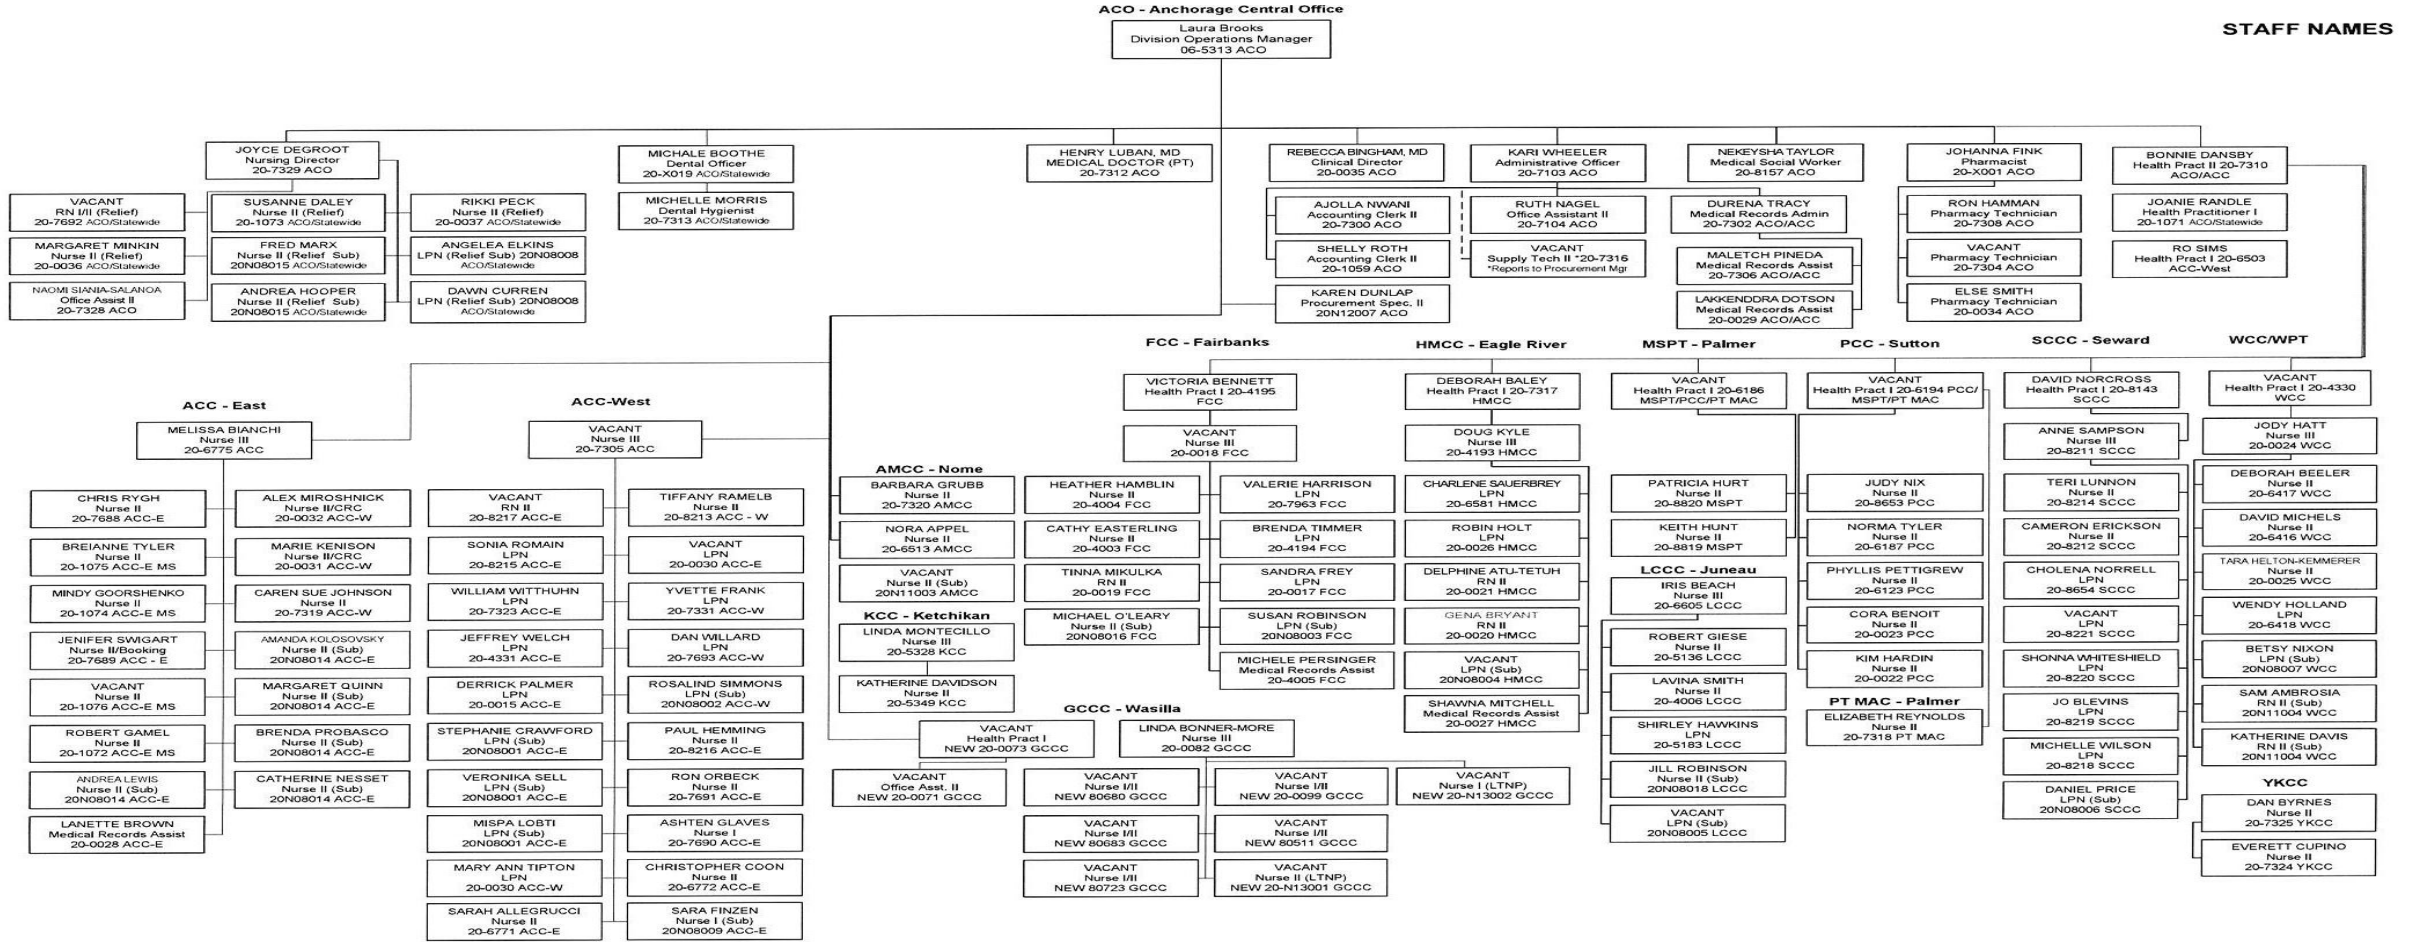 ACO - Anchorage Central Office
STAFF NAMES
Laura Brooks
Division Operations Manager
06-5313 ACO
JOYCE DEGROOT
Nursing Director
20-7329 ACO
VACANT
RN I/II (Relief)
20-7692 ACO/Statewide
SUSANNE DALEY
Nurse II (Relief)
20-1073 ACO/Statewide
RIKKI PECK
Nurse II (Relief)
20-0037 ACO/Statewide
MARGARET MINKIN
Nurse II (Relief)
20-0036 ACO/Statewide
FRED MARX
Nurse II (Relief Sub)
20N08015 ACO/Statewide
ANGELEA ELKINS
LPN (Relief Sub) 20N08008
ACO/Statewide
NAOMI SIANIA-SALANOA
Office Assist II
20-7328 ACO
ANDREA HOOPER
Nurse II (Relief Sub)
20N08015 ACO/Statewide
DAWN CURREN
LPN (Relief Sub) 20N08008
ACO/Statewide
MICHALE BOOTHE
Dental Officer
20-X019 ACO/Statewide
MICHELLE MORRIS
Dental Hygienist
20-7313 ACO/Statewide
HENRY LUBAN, MD
MEDICAL DOCTOR (PT)
20-7312 ACO
REBECCA BINGHAM, MD
Clinical Director
20-0035 ACO
KARI WHEELER
Administrative Officer
20-7103 ACO
AJOLLA NWANI
Accounting Clerk II
20-7300 ACO
SHELLY ROTH
Accounting Clerk II
20-1059 ACO
KAREN DUNLAP
Procurement Spec, II
20N12007 ACO
RUTH NAGEL
Office Assistant II
20-7104 ACO
VACANT
Supply Tech II *20-7316
*Reports to Procurement Mgr
NEKEYSHA TAYLOR
Medical Social Worker
20-8157 ACO
DURENA TRACY
Medical Records Admin
20-7302 ACO/ACC
MALETCH PINEDA
Medical Records Assist
20-7306 ACO/ACC
LAKKENDDRA DOTSON
Medical Records Assist
20-0029 ACO/ACC
JOHANNA FINK
Pharmacist
20-X001 ACO
RON HAMMAN
Pharmacy Technician
20-7308 ACO
VACANT
Pharmacy Technician
20-7304 ACO
ELSE SMITH
Pharmacy Technician
20-0034 ACO
BONNIE DANSBY
Health Pract II 20-7310
ACO/ACC
JOANIE RANDLE
Health Practitioner I
20-1071 ACO/Statewide
RO SIMS
Health Pract I 20-6503
ACC-West
ACC - East
MELISSA BIANCHI
Nurse III
20-6775 ACC
CHRIS RYGH
Nurse II
20-7688 ACC-E
ALEX MIROSHNICK
Nurse II/CRC
20-0032 ACC-W
BREIANNE TYLER
Nurse II
20-1075 ACC-E MS
MARIE KENISON
Nurse II/CRC
20-0031 ACC-W
MINDY GOORSHENKO
Nurse II
20-1074 ACC-E MS
CAREN SUE JOHNSON
Nurse II
20-7319 ACC-W
JENIFER SWIGART
Nurse II/Booking
20-7689 ACC - E
AMANDA KOLOSOVSKY
Nurse II (Sub)
20N08014 ACC-E
VACANT
Nurse II
20-1076 ACC-E MS
MARGARET QUINN
Nurse II (Sub)
20N08014 ACC-E
ROBERT GAMEL
Nurse II
20-1072 ACC-E MS
BRENDA PROBASCO
Nurse II (Sub)
20N08014 ACC-E
ANDREA LEWIS
Nurse II (Sub)
20N08014 ACC-E
CATHERINE NESSET
Nurse II (Sub)
20N08014 ACC-E
LANETTE BROWN
Medical Records Assist
20-0028 ACC-E
ACC-West
VACANT
Nurse III
20-7305 ACC
VACANT
RN II
20-8217 ACC-E
TIFFANY RAMELB
Nurse II
20-8213 ACC - W
SONIA ROMAIN
LPN
20-8215 ACC-E
VACANT
LPN
20-0030 ACC-E
WILLIAM WITTHUHN
LPN
20-7323 ACC-E
YVETTE FRANK
LPN
20-7331 ACC-W
JEFFREY WELCH
LPN
20-4331 ACC-E
DAN WILLARD
LPN
20-7693 ACC-W
DERRICK PALMER
LPN
20-0015 ACC-E
ROSALIND SIMMONS
LPN (Sub)
20N08002 ACC-W
STEPHANIE CRAWFORD
LPN (Sub)
20N08001 ACC-E
PAUL HEMMING
Nurse II
20-8216 ACC-E
VERONIKA SELL
LPN (Sub)
20N08001 ACC-E
RON ORBECK
Nurse II
20-7691 ACC-E
MISPA LOBTI
LPN (Sub)
20N08001 ACC-E
ASHTEN GLAVES
Nurse I
20-7690 ACC-E
MARY ANN TIPTON
LPN
20-0030 ACC-W
CHRISTOPHER COON
Nurse II
20-6772 ACC-E
SARAH ALLEGRUCCI
Nurse II
20-6771 ACC-E
SARA FINZEN
Nurse I (Sub)
20N08009 ACC-E
AMCC - Nome
BARBARA GRUBB
Nurse II
20-7320 AMCC
NORA APPEL
Nurse II
20-6513 AMCC
VACANT
Nurse II (Sub)
20N11003 AMCC
KCC - Ketchikan
LINDA MONTECILLO
Nurse III
20-5328 KCC
KATHERINE DAVIDSON
Nurse II
20-5349 KCC
FCC - Fairbanks
VICTORIA BENNETT
Health Pract I 20-4195
FCC
VACANT
Nurse III
20-0018 FCC
HEATHER HAMBLIN
Nurse II
20-4004 FCC
VALERIE HARRISON
LPN
20-7963 FCC
CATHY EASTERLING
Nurse II
20-4003 FCC
BRENDA TIMMER
LPN
20-4194 FCC
TINNA MIKULKA
RN II
20-0019 FCC
SANDRA FREY
LPN
20-0017 FCC
MICHAEL O'LEARY
Nurse II (Sub)
20N08016 FCC
SUSAN ROBINSON
LPN (Sub)
20N08003 FCC
MICHELE PERSINGER
Medical Records Assist
20-4005 FCC
GCCC - Wasilla
VACANT
Health Pract I
NEW 20-0073 GCCC
LINDA BONNER-MORE
Nurse III
20-0082 GCCC
VACANT
Office Asst. II
NEW 20-0071 GCCC
VACANT
Nurse I/II
NEW 80680 GCCC
VACANT
Nurse I/II
NEW 20-0099 GCCC
VACANT
Nurse I (LTNP)
NEW 20-N13002 GCCC
VACANT
Nurse I/II
NEW 80683 GCCC
VACANT
Nurse I/II
NEW 80511 GCCC
VACANT
Nurse I/II
NEW 80723 GCCC
VACANT
Nurse II (LTNP)
NEW 20-N13001 GCCC
HMCC - Eagle River
DEBORAH BALEY
Health Pract I 20-7317
HMCC
DOUG KYLE
Nurse III
20-4193 HMCC
CHARLENE SAUERBREY
LPN
20-6581 HMCC
ROBIN HOLT
LPN
20-0026 HMCC
DELPHINE ATU-TETUH
RN II
20-0021 HMCC
GENA BRYANT
RN II
20-0020 HMCC
VACANT
LPN (Sub)
20N08004 HMCC
SHAWNA MITCHELL
Medical Records Assist
20-0027 HMCC
MSPT - Palmer
VACANT
Health Pract I 20-6186
MSPT/PCC/PT MAC
PATRICIA HURT
Nurse II
20-8820 MSPT
KEITH HUNT
Nurse II
20-8819 MSPT
LCCC - Juneau
IRIS BEACH
Nurse III
20-6605 LCCC
ROBERT GIESE
Nurse II
20-5136 LCCC
LAVINA SMITH
Nurse II
20-4006 LCCC
SHIRLEY HAWKINS
LPN
20-5183 LCCC
JILL ROBINSON
Nurse II (Sub)
20N08018 LCCC
VACANT
LPN (Sub)
20N08005 LCCC
PCC - Sutton
VACANT
Health Pract I 20-6194 PCC/
MSPT/PT MAC
JUDY NIX
Nurse II
20-8653 PCC
NORMA TYLER
Nurse II
20-6187 PCC
PHYLLIS PETTIGREW
Nurse II
20-6123 PCC
CORA BENOIT
Nurse II
20-0023 PCC
KIM HARDIN
Nurse II
20-0022 PCC
PT MAC - Palmer
ELIZABETH REYNOLDS
Nurse II
20-7318 PT MAC
SCCC - Seward
DAVID NORCROSS
Health Pract I 20-8143
SCCC
ANNE SAMPSON
Nurse III
20-8211 SCCC
TERI LUNNON
Nurse II
20-8214 SCCC
CAMERON ERICKSON
Nurse II
20-8212 SCCC
CHOLENA NORRELL
LPN
20-8654 SCCC
VACANT
LPN
20-8221 SCCC
SHONNA WHITESHIELD
LPN
20-8220 SCCC
JO BLEVINS
LPN
20-8219 SCCC
MICHELLE WILSON
LPN
20-8218 SCCC
DANIEL PRICE
LPN (Sub)
20N08006 SCCC
WCC/WPT
VACANT
Health Pract I 20-4330
WCC
JODY HATT
Nurse III
20-0024 WCC
DEBORAH BEELER
Nurse II
20-6417 WCC
DAVID MICHELS
Nurse II
20-6416 WCC
TARA HELTON-KEMMERER
Nurse II
20-0025 WCC
WENDY HOLLAND
LPN
20-6418 WCC
BETSY NIXON
LPN (Sub)
20N08007 WCC
SAM AMBROSIA
RN II (Sub)
20N11004 WCC
KATHERINE DAVIS
RN II (Sub)
20N11004 WCC
YKCC
DAN BYRNES
Nurse II
20-7325 YKCC
EVERETT CUPINO
Nurse II
20-7324 YKCC